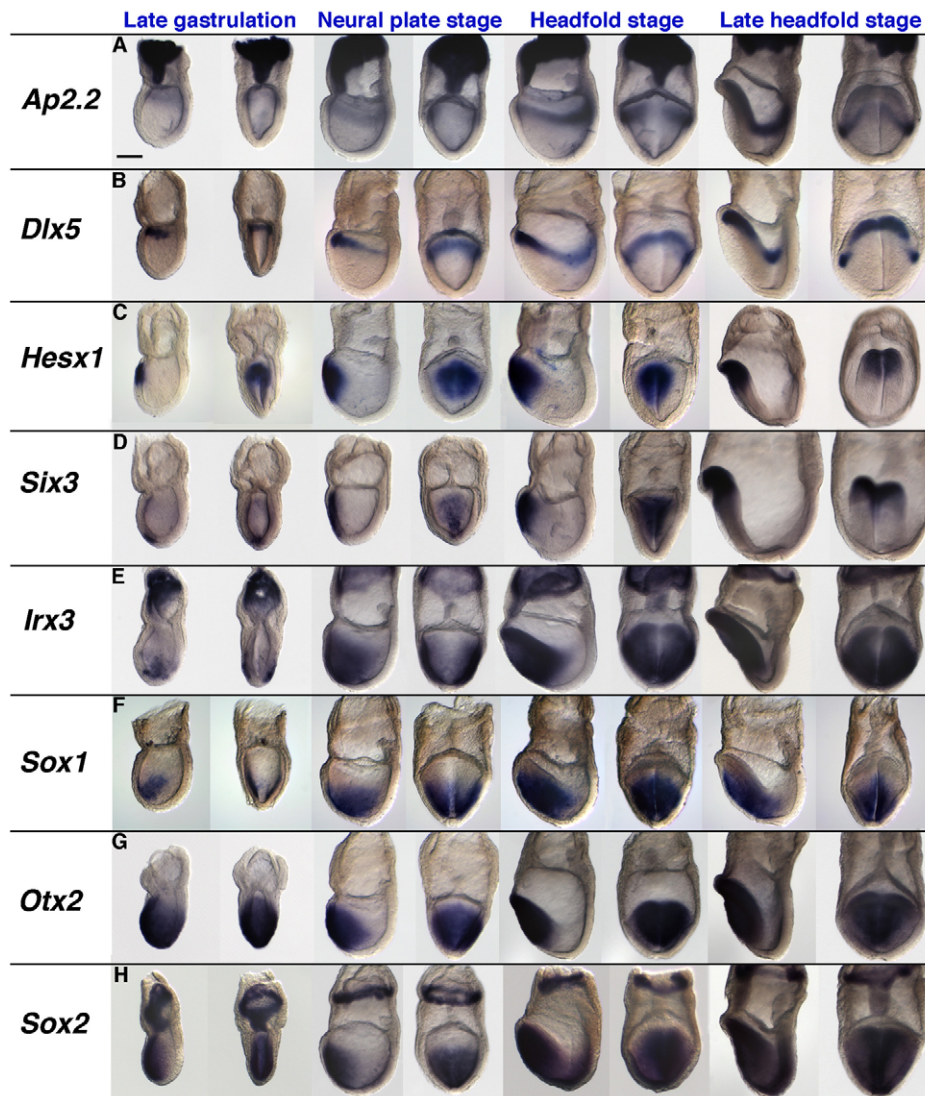 Late gastrulation Neural plate stage Headfold stage Late headfold stage
A
Ap2.2
B
Dlx5
C
Hesx1
D
Six3
E
Irx3
F
Sox1
G
Otx2
H
Sox2